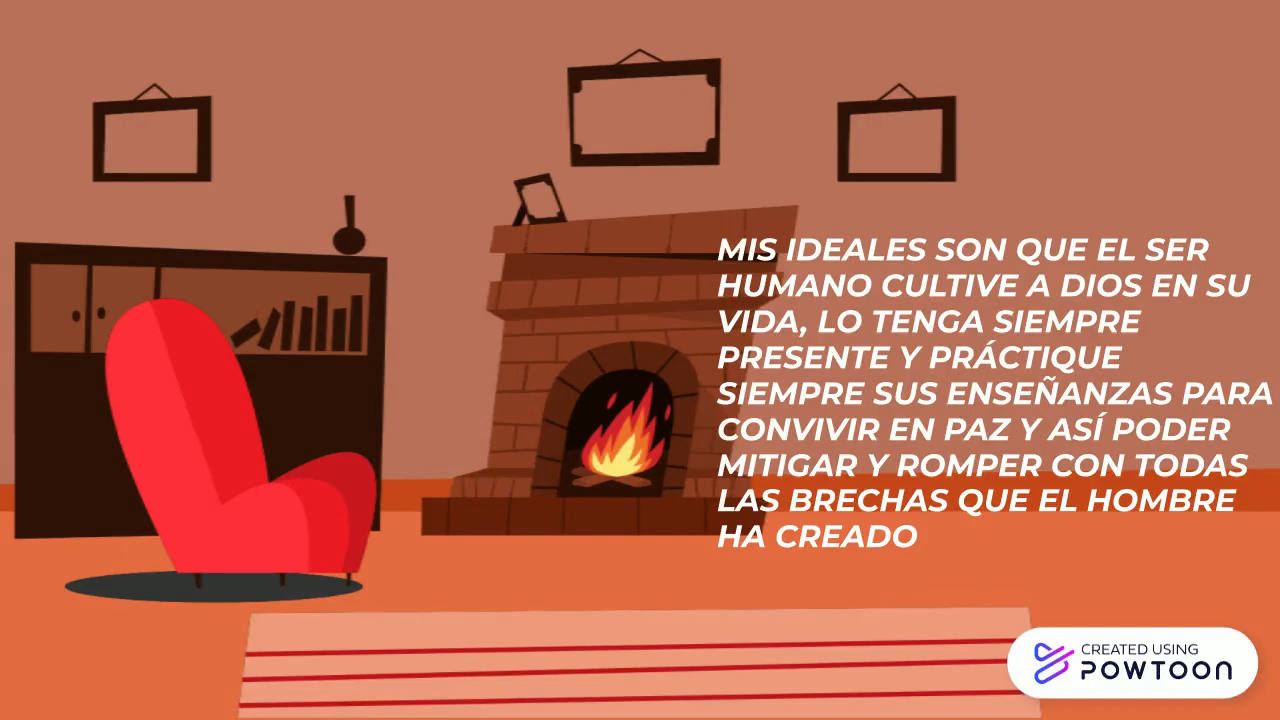 MIS IDEALES SON QUE EL SER
HUMANO CULTIVE A DIOS EN SU
VIDA, LO TENGA SIEMPRE
PRESENTE Y PRÁCTIQUE
SIEMPRE SUS ENSEÑANZAS PARA
CONVIVIR EN PAZ Y ASÍ PODER
MITIGAR Y ROMPER CON TODAS
LAS BRECHAS QUE EL HOMBRE
HA CREADO
CREATED USING
POWTOON